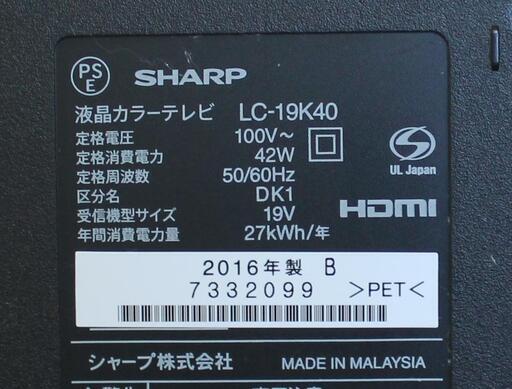 PSE SHARP
液晶カラーテレビ LC-19K40
定格電圧 100V～
定格消費電力 42W
定格周波数 50/60Hz
区分名 DK1
受信機型サイズ 19V
年間消費電力量 27kWh/年
UL Japan
HDMI
2016年製 B
7332099 >PET<
シャープ株式会社 MADE IN MALAYSIA